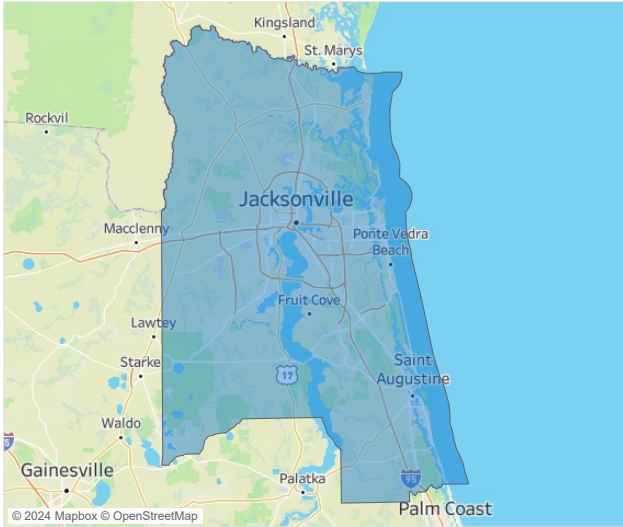 Kingsland
St. Marys
Rockvil
Jacksonville
Macclenny
Ponte Vedra
Beach
Fruit Cove
Lawtey
Starke
Saint
Augustine
17
Waldo
5
Gainesville
Palatka
95
Palm Coast
© 2024 Mapbox © OpenStreetMap